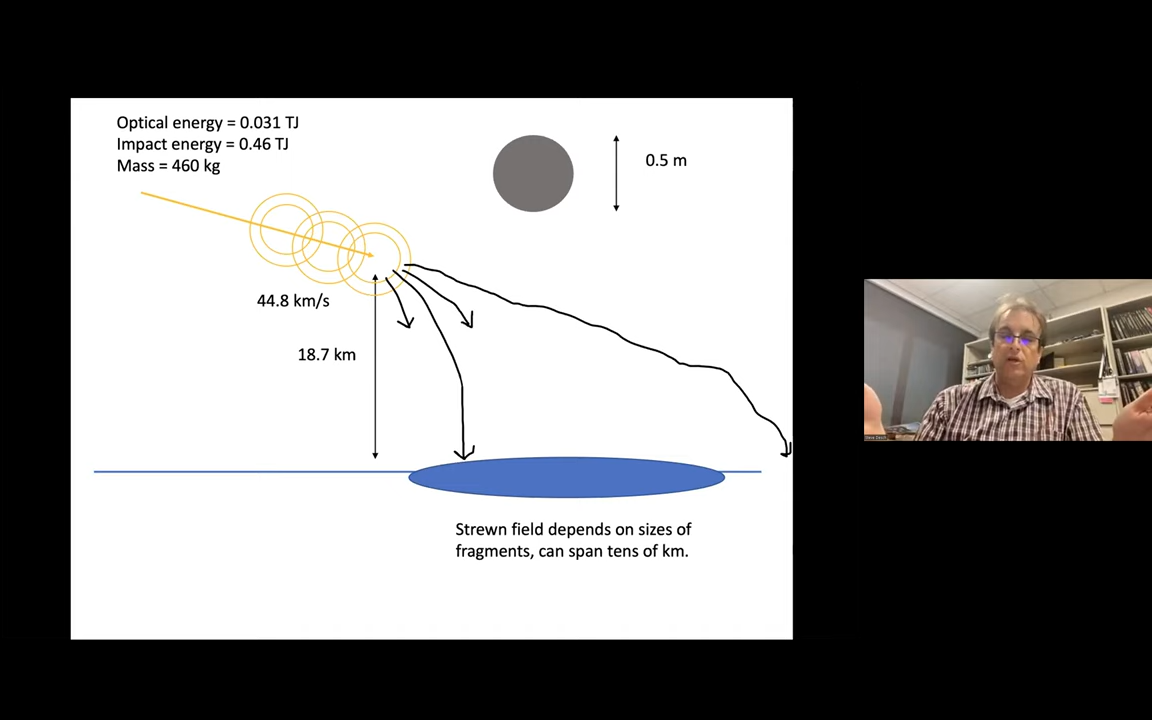 Optical energy = 0.031 TJ
Impact energy = 0.46 TJ
Mass = 460 kg
0.5 m
44.8 km/s
18.7 km
Strewn field depends on sizes of
fragments, can span tens of km.